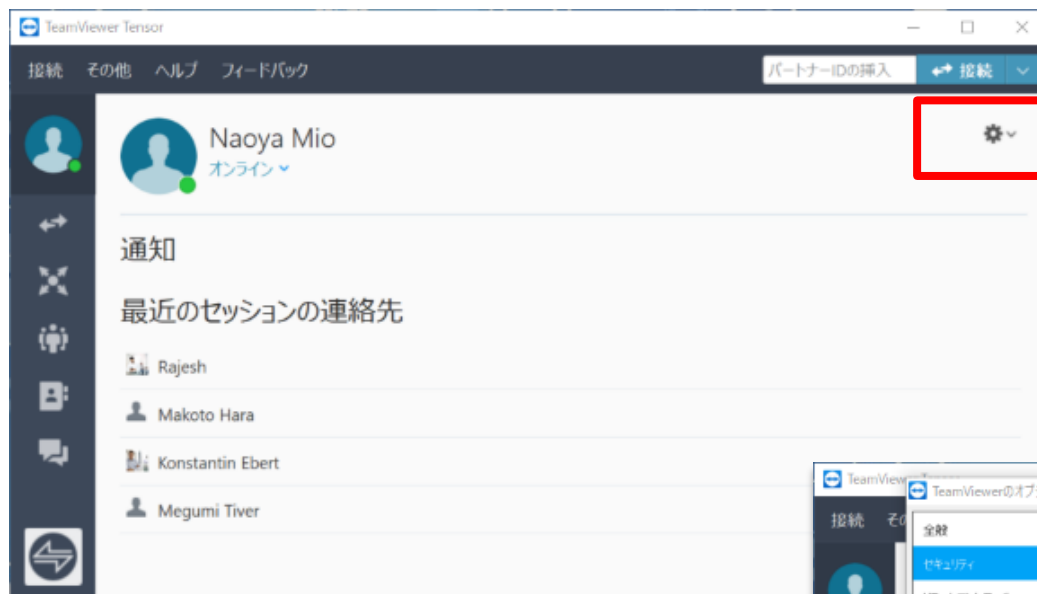 TeamViewer Tensor
接続 その他 ヘルプ フィードバック
パートナーIDの挿入 接続
Naoya Mio
オンライン
通知
最近のセッションの連絡先
Rajesh
Makoto Hara
Konstantin Ebert
Megumi Tiver
TeamViewer
TeamViewerのオプ
接続
全般
セキュリティ